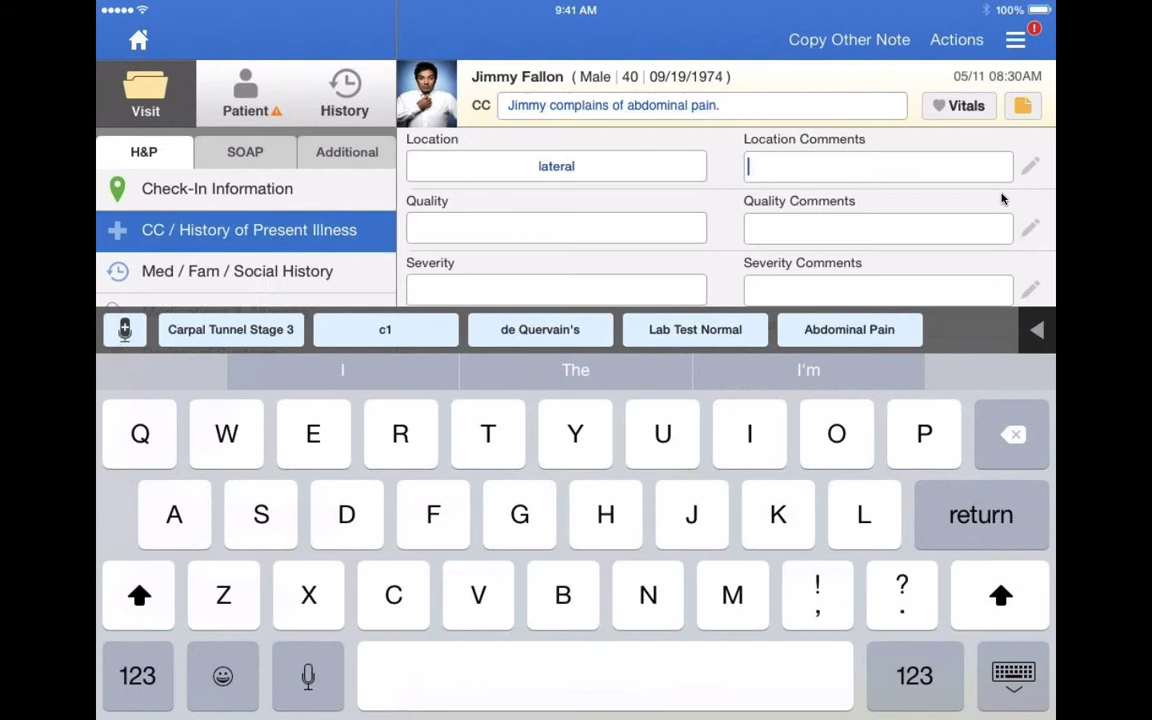 9:41 AM
100%
Copy Other Note
Actions
!
Visit
Patient
History
Jimmy Fallon ( Male | 40 | 09/19/1974 )
05/11 08:30AM
CC
Jimmy complains of abdominal pain.
Vitals
H&P
SOAP
Additional
Check-In Information
CC / History of Present Illness
Med / Fam / Social History
Location
lateral
Location Comments
Quality
Quality Comments
Severity
Severity Comments
Carpal Tunnel Stage 3
c1
de Quervain's
Lab Test Normal
Abdominal Pain
I
The
I'm
Q W E R T Y U I O P
A S D F G H J K L return
Z X C V B N M ! , ? .
123
123